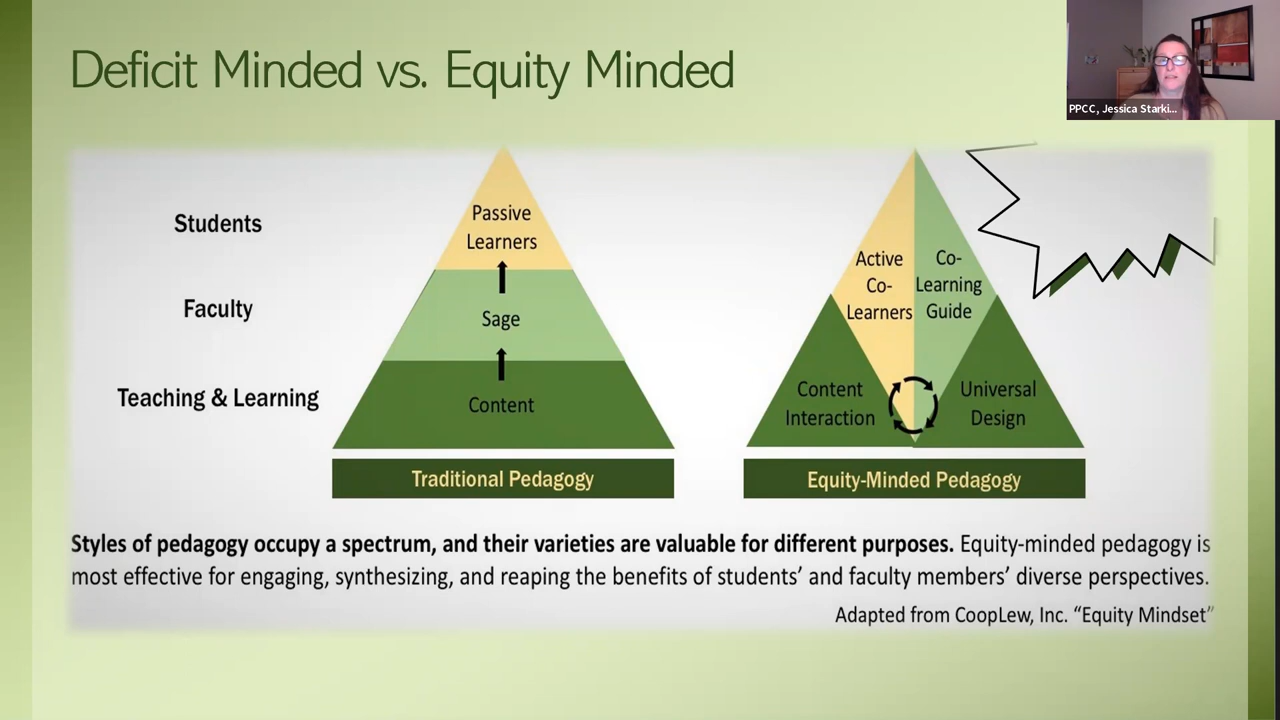 Deficit Minded vs. Equity Minded
PPCC, Jessica Starki...
Students
Faculty
Teaching & Learning
Passive
Learners
Sage
Content
Traditional Pedagogy
Active
Co-
Learners
Co-
Learning
Guide
Content
Interaction
Universal
Design
Equity-Minded Pedagogy
Styles of pedagogy occupy a spectrum, and their varieties are valuable for different purposes. Equity-minded pedagogy is
most effective for engaging, synthesizing, and reaping the benefits of students’ and faculty members’ diverse perspectives.
Adapted from CoopLew, Inc. “Equity Mindset”